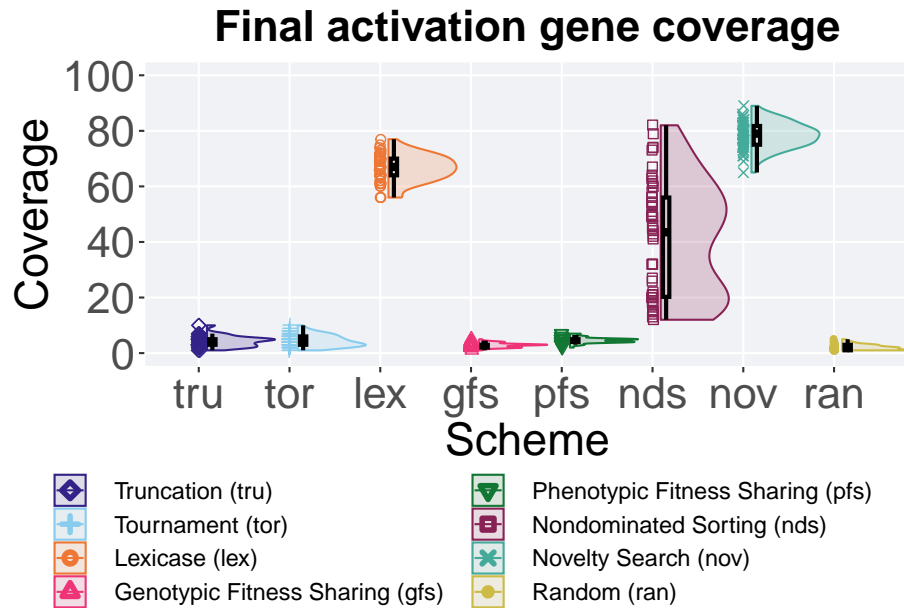 Final activation gene coverage
Coverage
100
80
60
40
20
0
tru tor lex gfs pfs nds nov ran
Scheme
Truncation (tru)
Tournament (tor)
Lexicase (lex)
Genotypic Fitness Sharing (gfs)
Phenotypic Fitness Sharing (pfs)
Nondominated Sorting (nds)
Novelty Search (nov)
Random (ran)